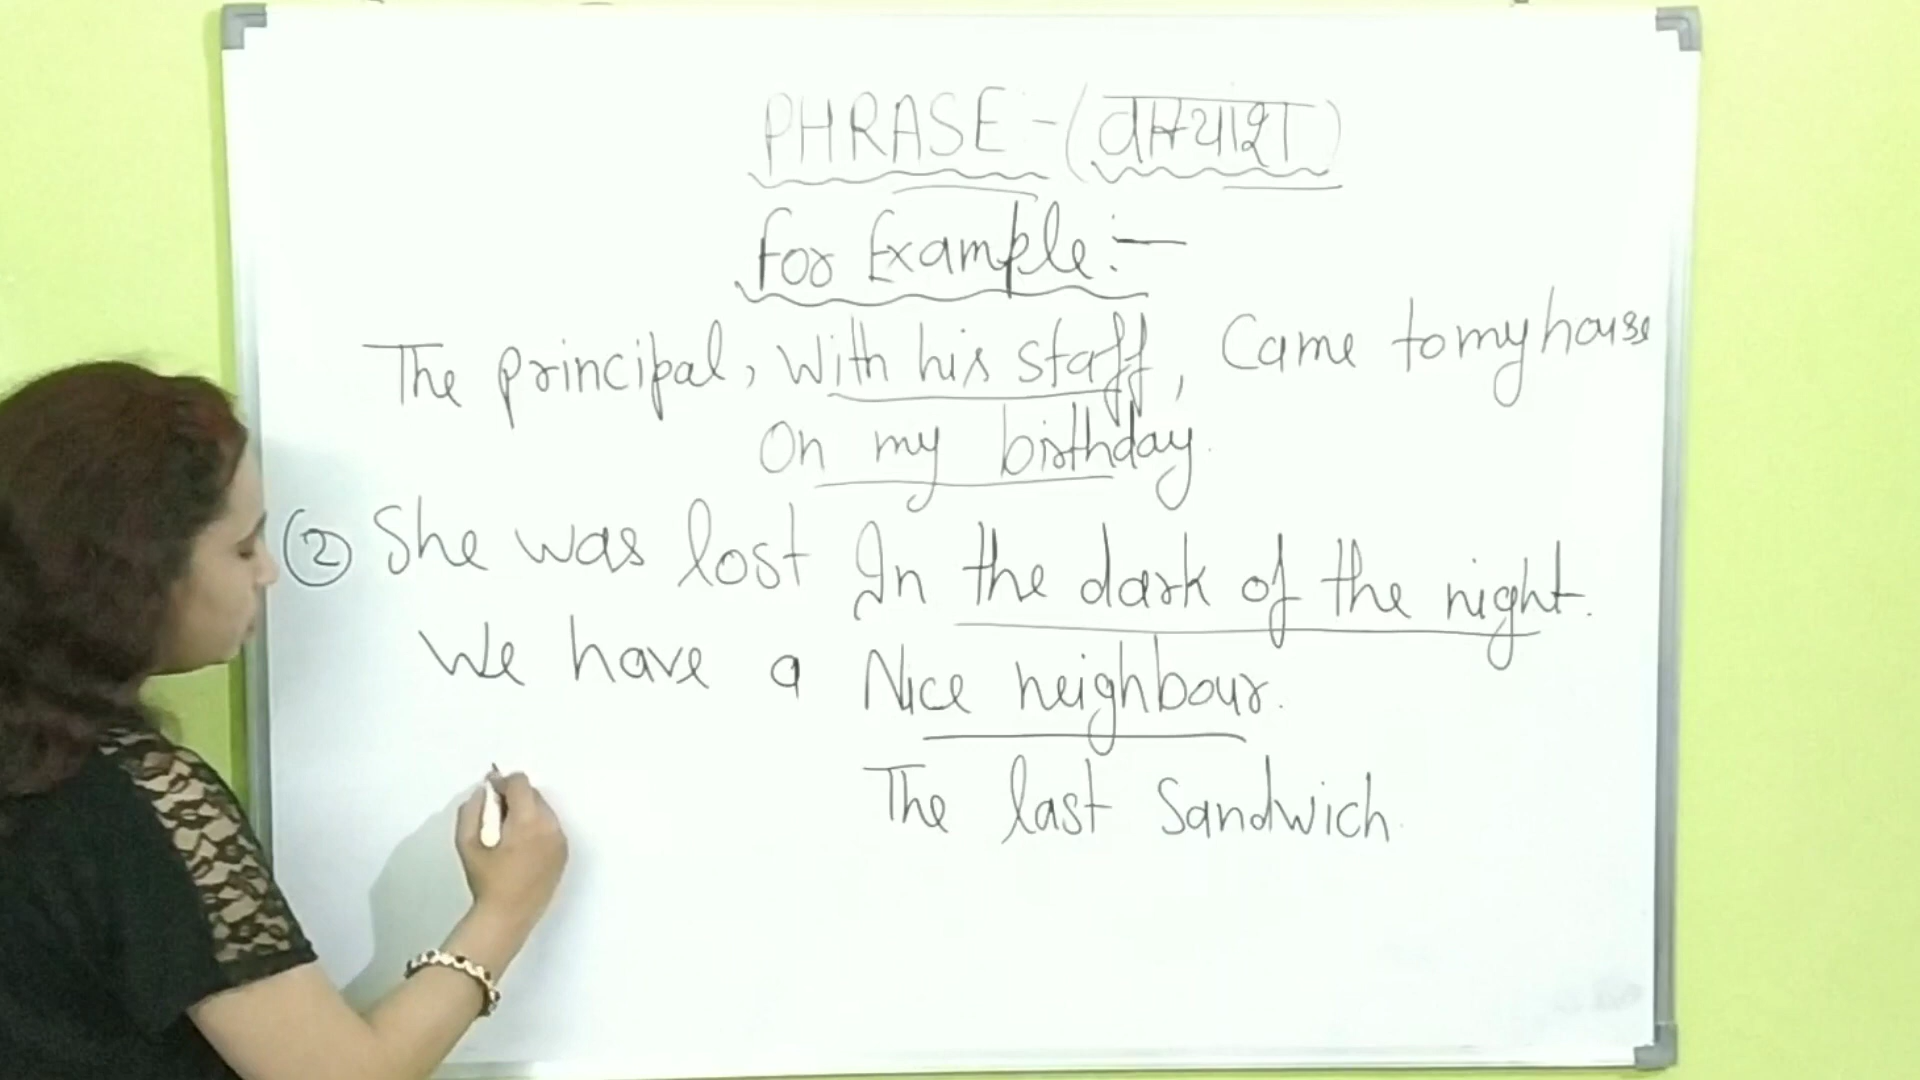 PHRASE :- (वाक्यांश)
For Example :-
The principal, With his staff, Came to my house
On my birthday.
② She was lost In the dark of the night.
We have a Nice neighbour.
The last Sandwich